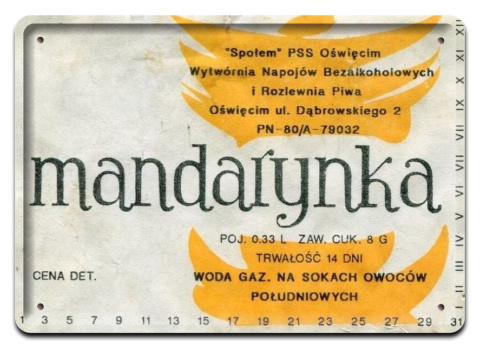 "Społem" PSS Oświęcim
Wytwórnia Napojów Bezalkoholowych
i Rozlewnia Piwa
Oświęcim ul. Dąbrowskiego 2
PN-80/A-79032
mandarynka
POJ. 0.33 L ZAW. CUK. 8 G
TRWAŁOŚĆ 14 DNI
CENA DET.
WODA GAZ. NA SOKACH OWOCÓW
POŁUDNIOWYCH
1 3 5 7 9 11 13 15 17 19 21 23 25 27 29 31
I II III IV V VI VII VIII IX X XI XII